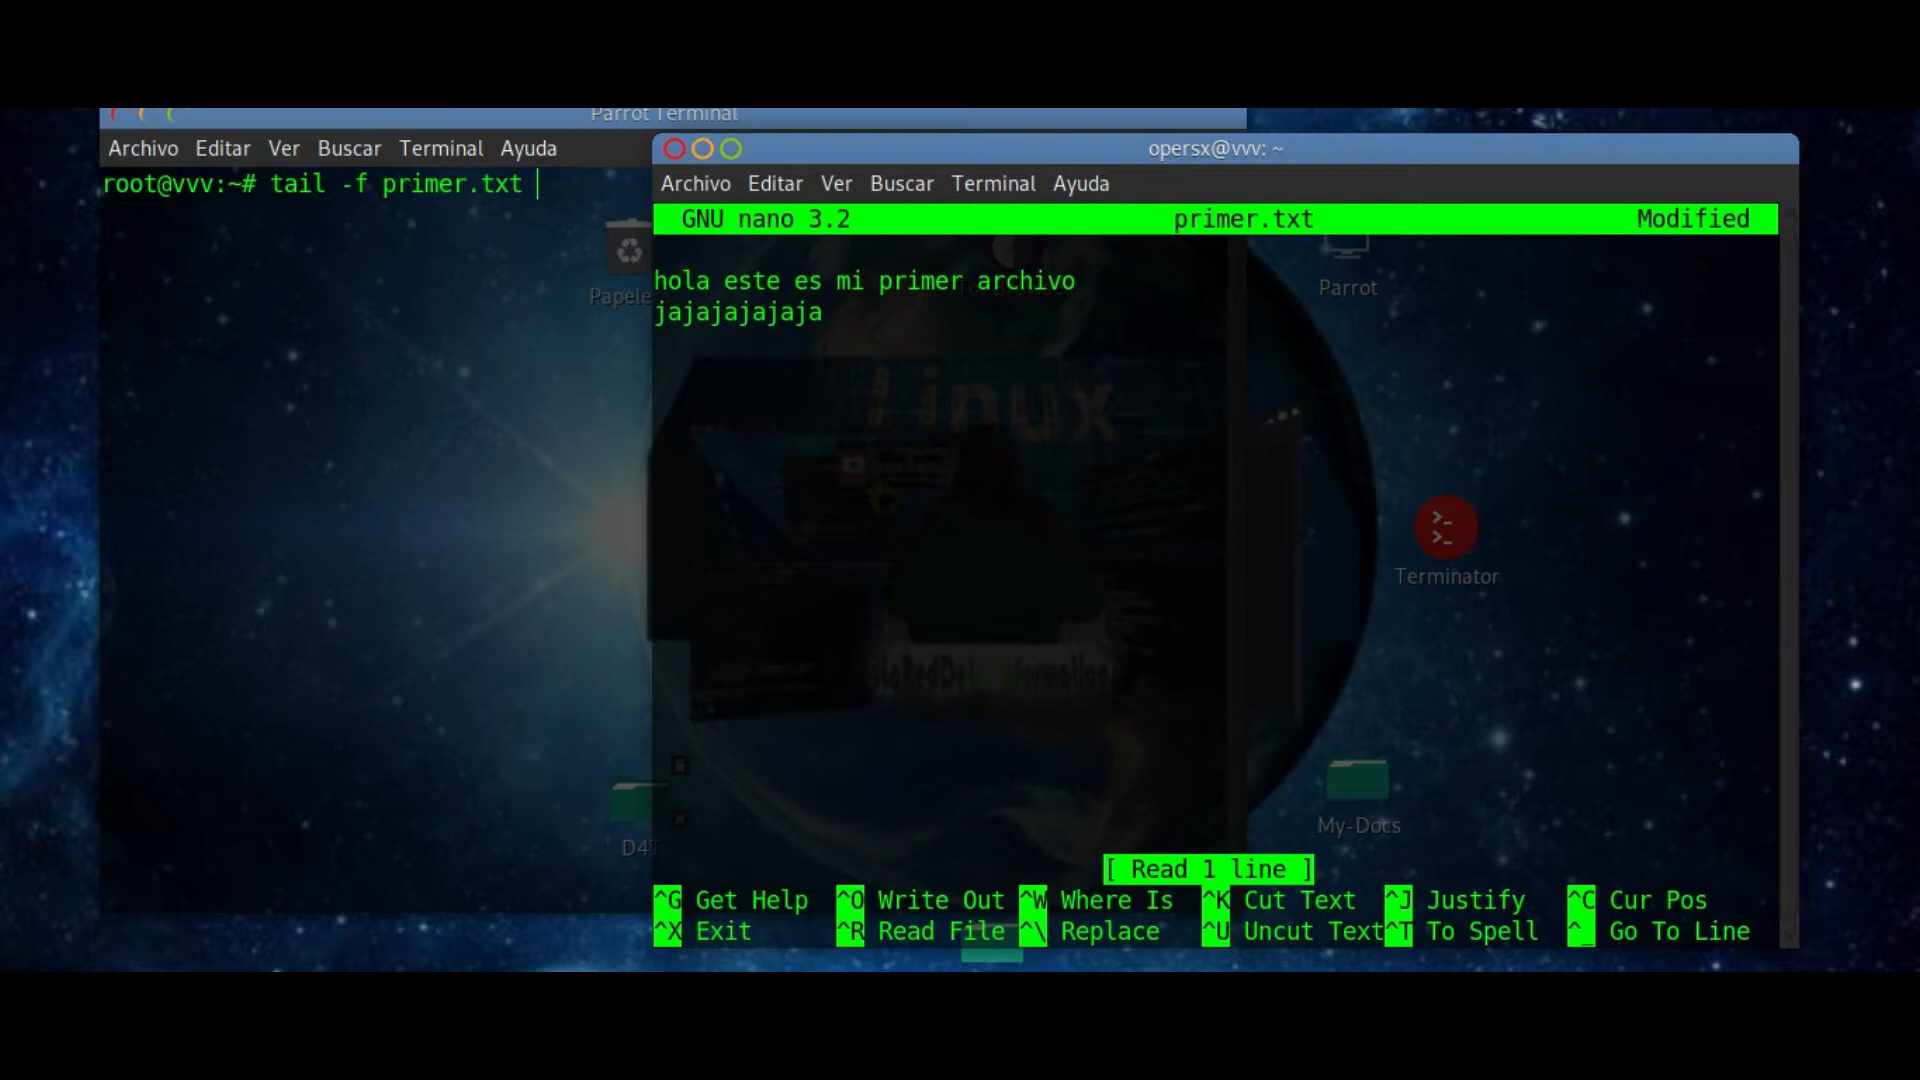 Parrot Terminal
Archivo Editar Ver Buscar Terminal Ayuda
root@vvv:~# tail -f primer.txt
opersx@vvv: ~
Archivo Editar Ver Buscar Terminal Ayuda
GNU nano 3.2 primer.txt Modified
hola este es mi primer archivo
jajajajajaja
Papele
Parrot
Linux
Terminator
D4T
My-Docs
[ Read 1 line ]
^G Get Help ^O Write Out ^W Where Is ^K Cut Text ^J Justify ^C Cur Pos
^X Exit ^R Read File ^\ Replace ^U Uncut Text ^T To Spell ^_ Go To Line